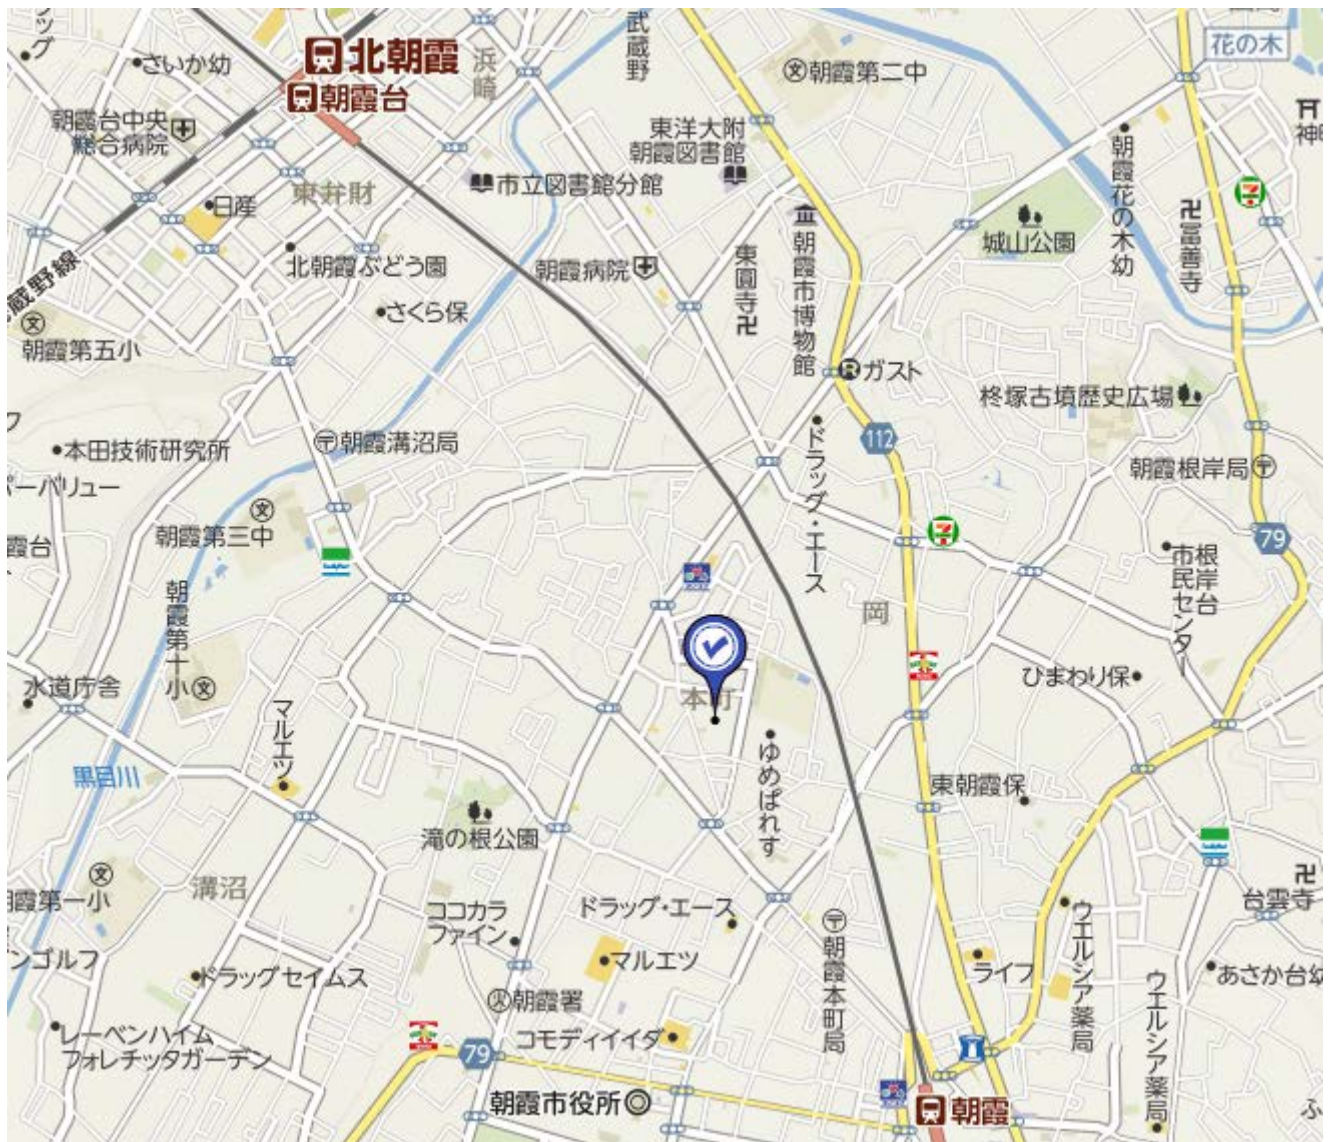 北朝霞
朝霞台
さいか幼
浜崎
武蔵野
朝霞第二中
花の木
朝霞台中央
総合病院
東洋大附
朝霞図書館
市立図書館分館
東弁財
日産
北朝霞ぶどう園
朝霞病院
東圓寺
朝霞市博物館
城山公園
朝霞花の木幼
富善寺
蔵野線
さくら保
朝霞第五小
ガスト
柊塚古墳歴史広場
本田技術研究所
朝霞溝沼局
112
ドラッグ・エース
朝霞根岸局
パーバリュー
朝霞第三中
霞台
79
根岸台
市民センター
朝霞第十小
岡
ひまわり保
水道庁舎
本町
マルエツ
ゆめぱれす
黒目川
東朝霞保
滝の根公園
溝沼
朝霞第一小
台雲寺
ココカラ
ファイン
ドラッグ・エース
朝霞本町局
ウエルシア薬局
ンゴルフ
ドラッグセイムス
マルエツ
ライフ
あさか台幼
ウエルシア薬局
朝霞署
レーベンハイム
フォレチッタガーデン
コモディイイダ
79
朝霞市役所
朝霞